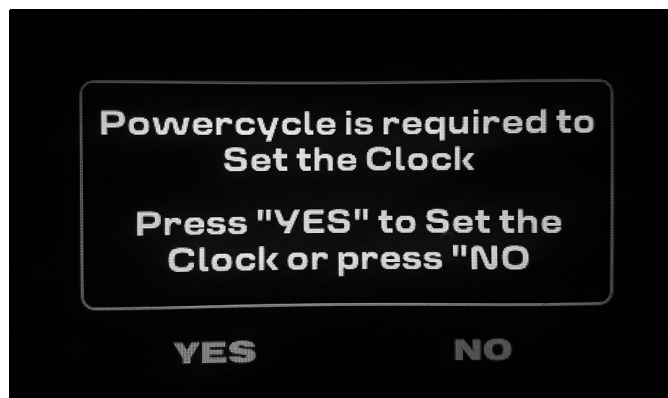 Powercycle is required to
Set the Clock
Press "YES" to Set the
Clock or press "NO
YES
NO